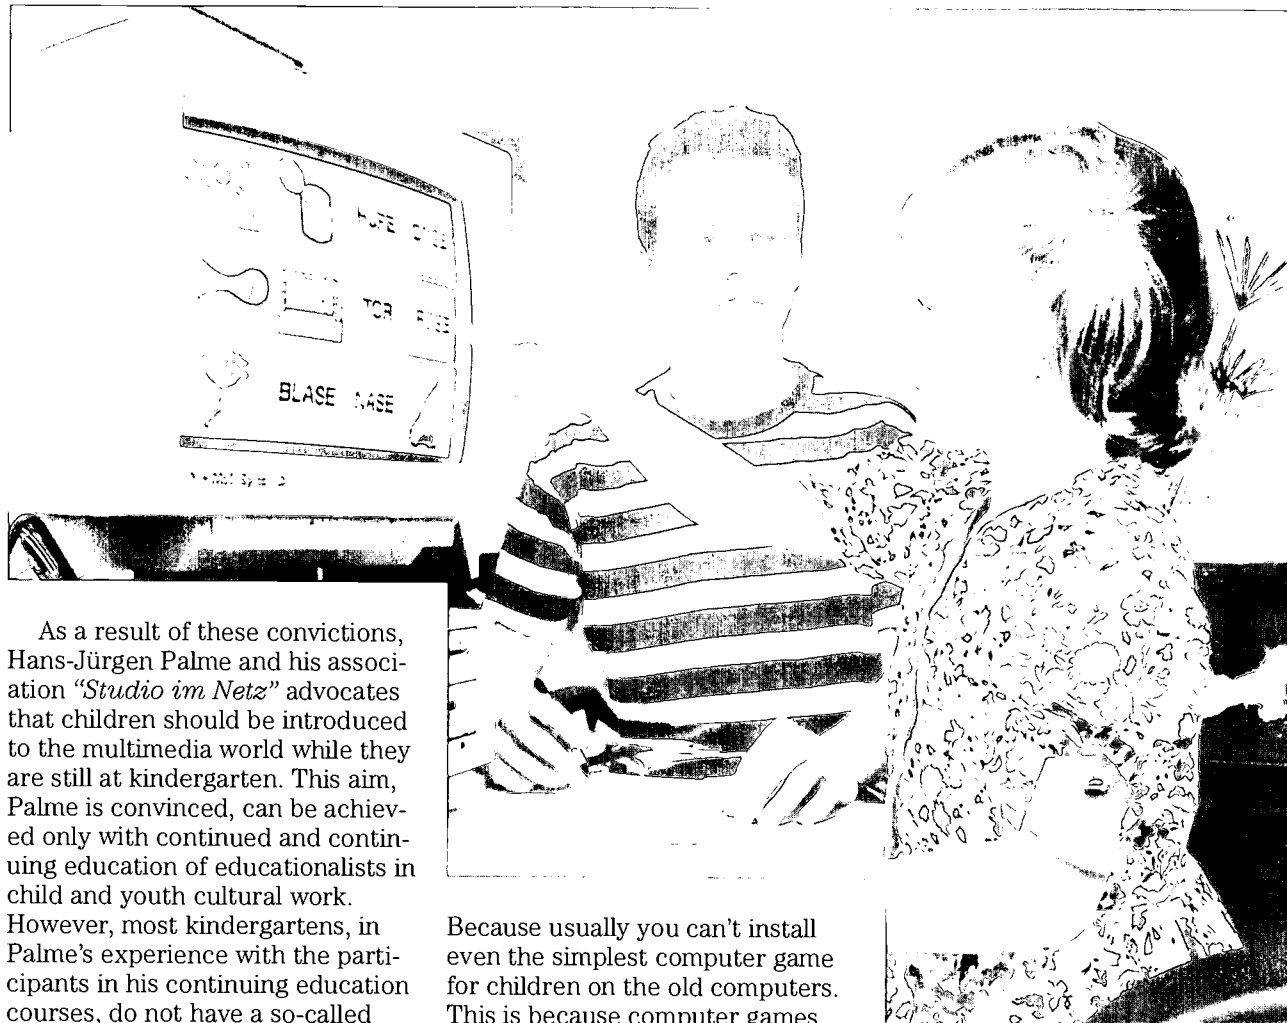 TOR
BLASE NASE
As a result of these convictions,
Hans-Jürgen Palme and his associ-
ation “Studio im Netz” advocates
that children should be introduced
to the multimedia world while they
are still at kindergarten. This aim,
Palme is convinced, can be achiev-
ed only with continued and contin-
uing education of educationalists in
child and youth cultural work.
However, most kindergartens, in
Palme's experience with the parti-
cipants in his continuing education
courses, do not have a so-called
Because usually you can't install
even the simplest computer game
for children on the old computers.
This is because computer games